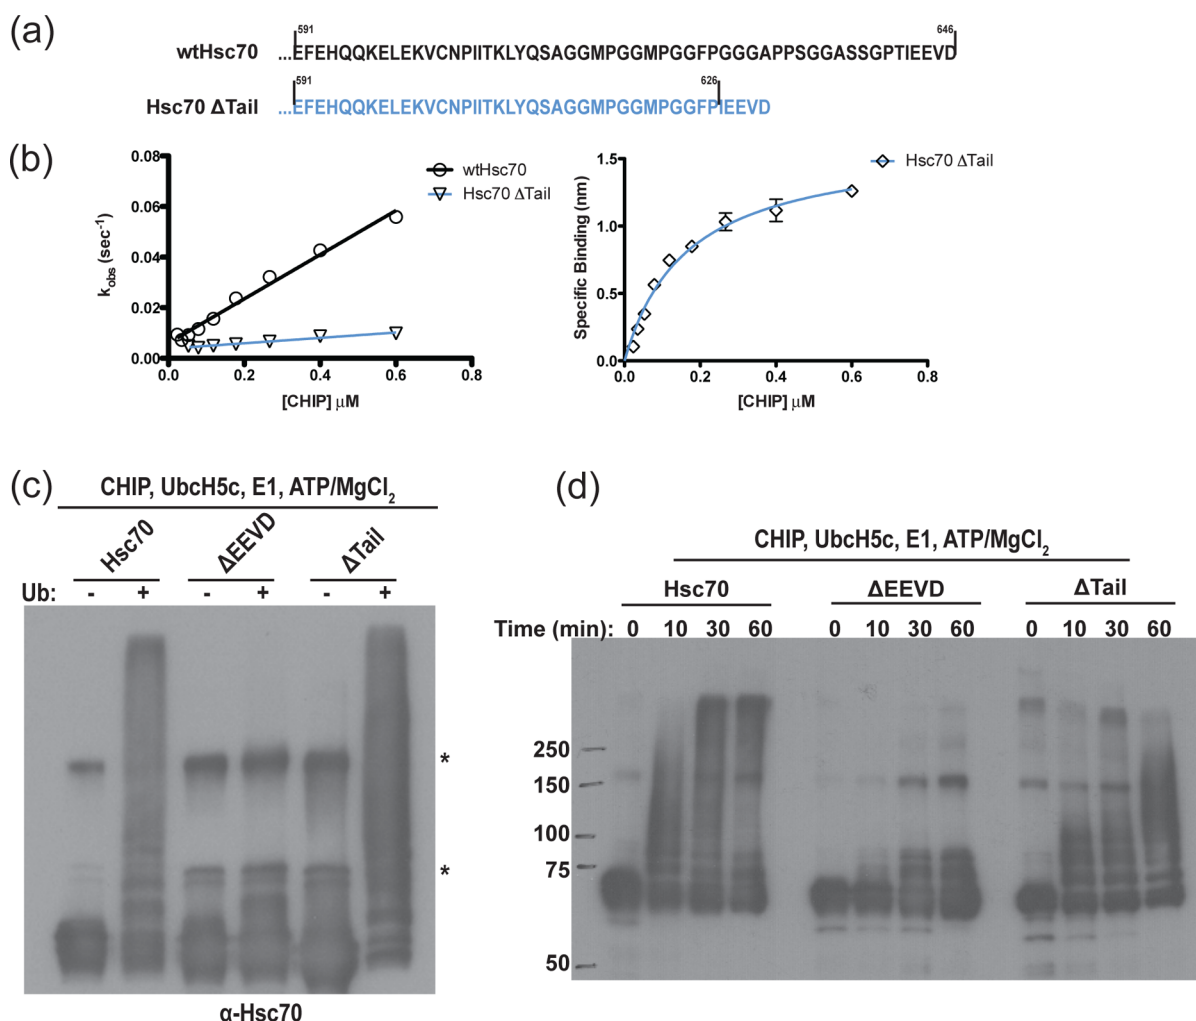 (a)
591 646
wtHsc70 ...EFEHQQKELEKVCNPIITKLYQSAGGMPGGMPGGFPGGGAPPSGGASSGPTIEEVD
591 626
Hsc70 ΔTail ...EFEHQQKELEKVCNPIITKLYQSAGGMPGGMPGGFPIEEVD
(b)
wtHsc70
Hsc70 ΔTail
k_obs (sec⁻¹)
0.08
0.06
0.04
0.02
0.00
0.0 0.2 0.4 0.6 0.8
[CHIP] μM
Hsc70 ΔTail
Specific Binding (nm)
1.5
1.0
0.5
0.0
0.0 0.2 0.4 0.6 0.8
[CHIP] μM
(c)
CHIP, UbcH5c, E1, ATP/MgCl₂
Hsc70 ΔEEVD ΔTail
Ub: - + - + - +
*
*
α-Hsc70
(d)
CHIP, UbcH5c, E1, ATP/MgCl₂
Hsc70 ΔEEVD ΔTail
Time (min): 0 10 30 60 0 10 30 60 0 10 30 60
250
150
100
75
50